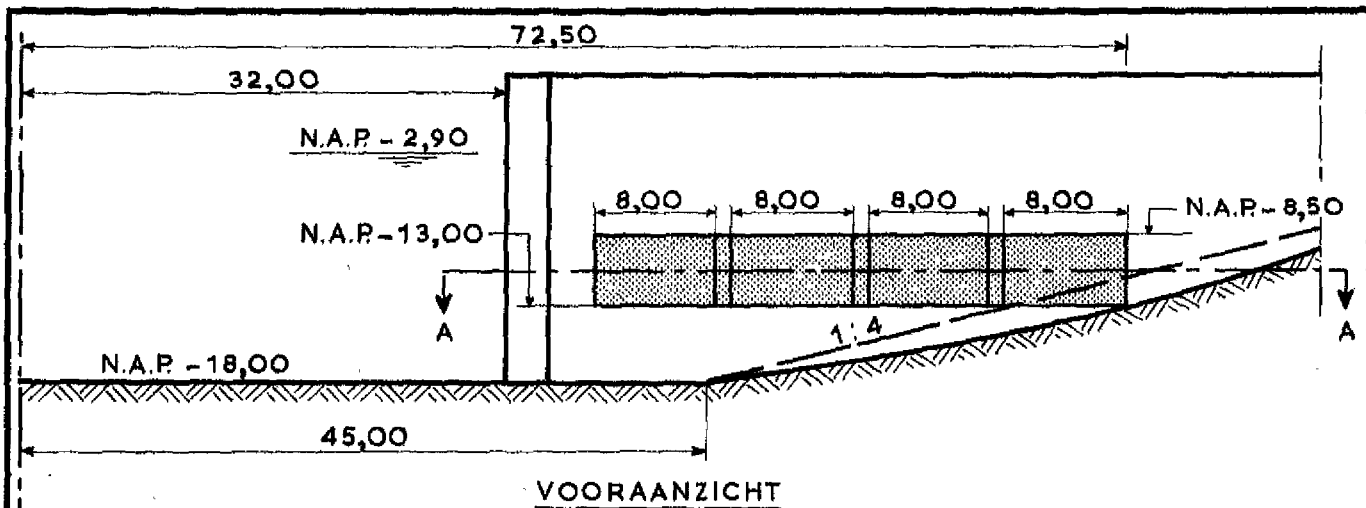 72,50
32,00
N.A.P. - 2,90
8,00 8,00 8,00 8,00
N.A.P. - 8,50
N.A.P. - 13,00
A A
1 : 4
N.A.P. - 18,00
45,00
VOORAANZICHT